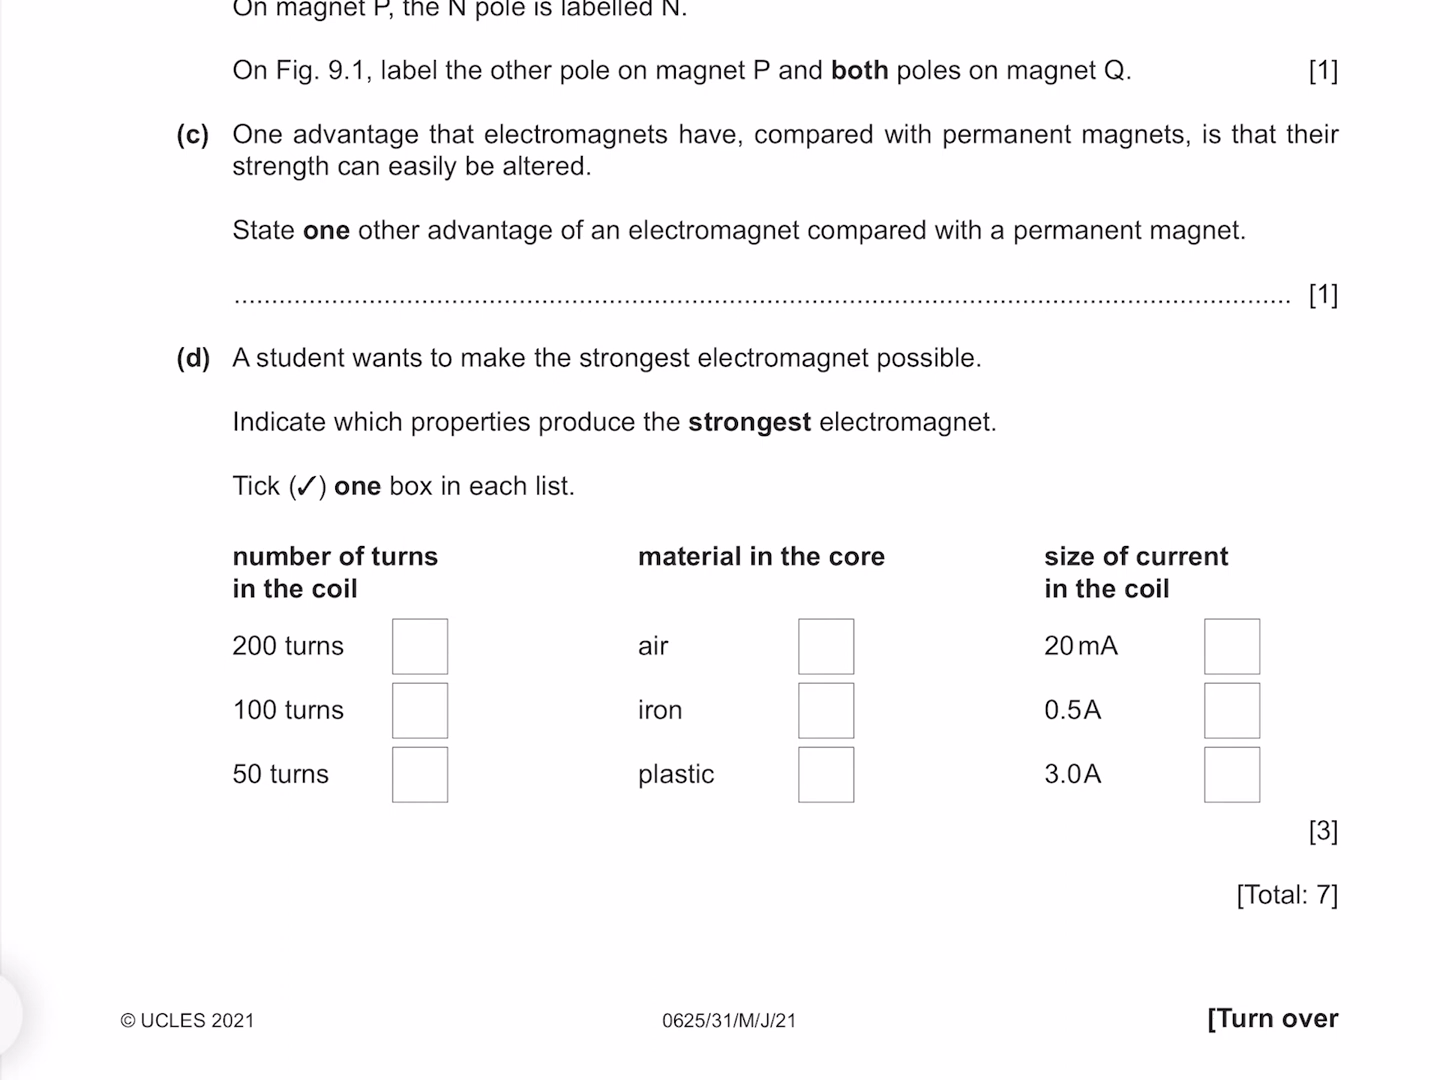 On magnet P, the N pole is labelled N.
On Fig. 9.1, label the other pole on magnet P and both poles on magnet Q. [1]
(c) One advantage that electromagnets have, compared with permanent magnets, is that their
strength can easily be altered.
State one other advantage of an electromagnet compared with a permanent magnet.
........................................................................................................................................ [1]
(d) A student wants to make the strongest electromagnet possible.
Indicate which properties produce the strongest electromagnet.
Tick (✓) one box in each list.
number of turns
in the coil
200 turns
100 turns
50 turns
material in the core
air
iron
plastic
size of current
in the coil
20 mA
0.5 A
3.0 A
[3]
[Total: 7]
© UCLES 2021
0625/31/M/J/21
[Turn over